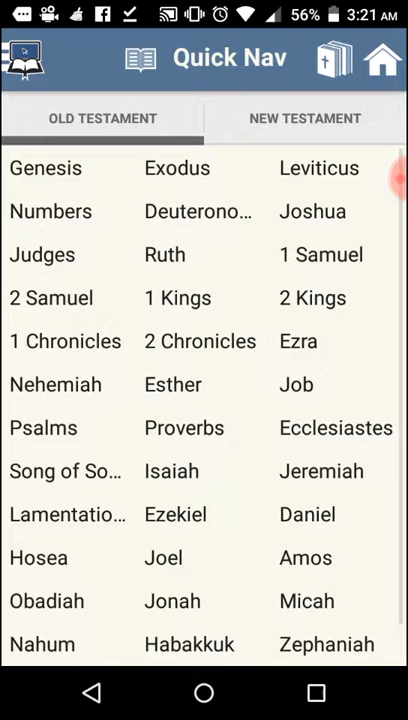 56% 3:21 AM
Quick Nav
OLD TESTAMENT NEW TESTAMENT
Genesis Exodus Leviticus
Numbers Deuterono... Joshua
Judges Ruth 1 Samuel
2 Samuel 1 Kings 2 Kings
1 Chronicles 2 Chronicles Ezra
Nehemiah Esther Job
Psalms Proverbs Ecclesiastes
Song of So... Isaiah Jeremiah
Lamentatio... Ezekiel Daniel
Hosea Joel Amos
Obadiah Jonah Micah
Nahum Habakkuk Zephaniah